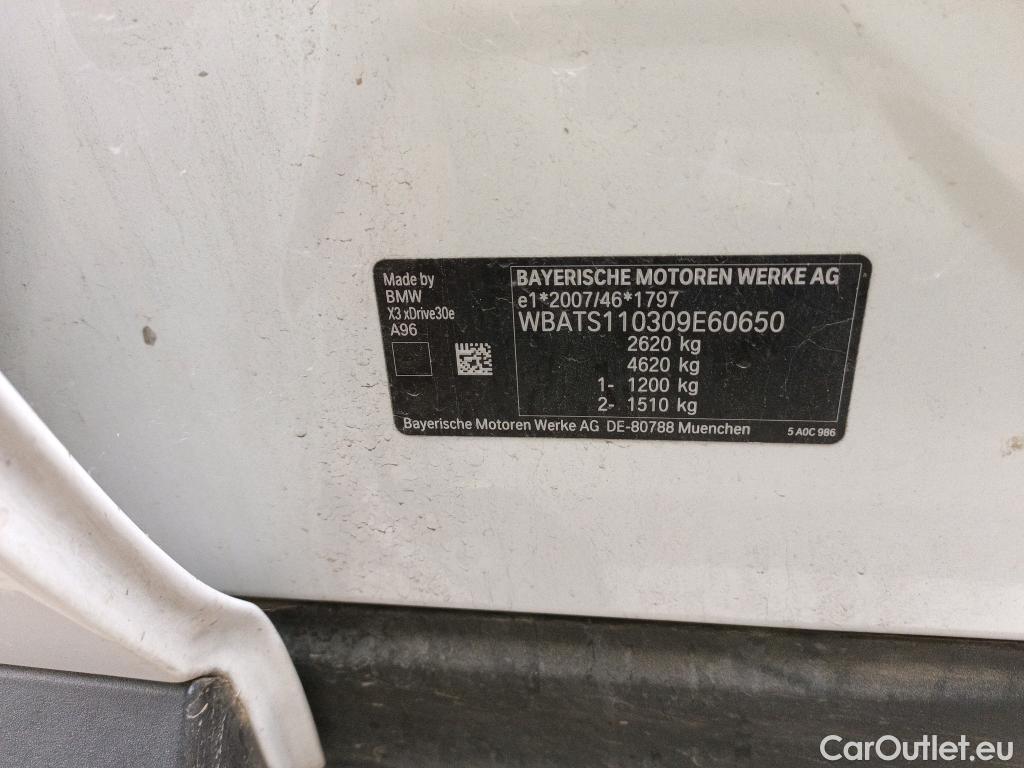 Made by
BMW
X3 xDrive30e
A96
BAYERISCHE MOTOREN WERKE AG
e1*2007/46*1797
WBATS110309E60650
2620 kg
4620 kg
1- 1200 kg
2- 1510 kg
Bayerische Motoren Werke AG DE-80788 Muenchen
5 A0C 986
CarOutlet.eu